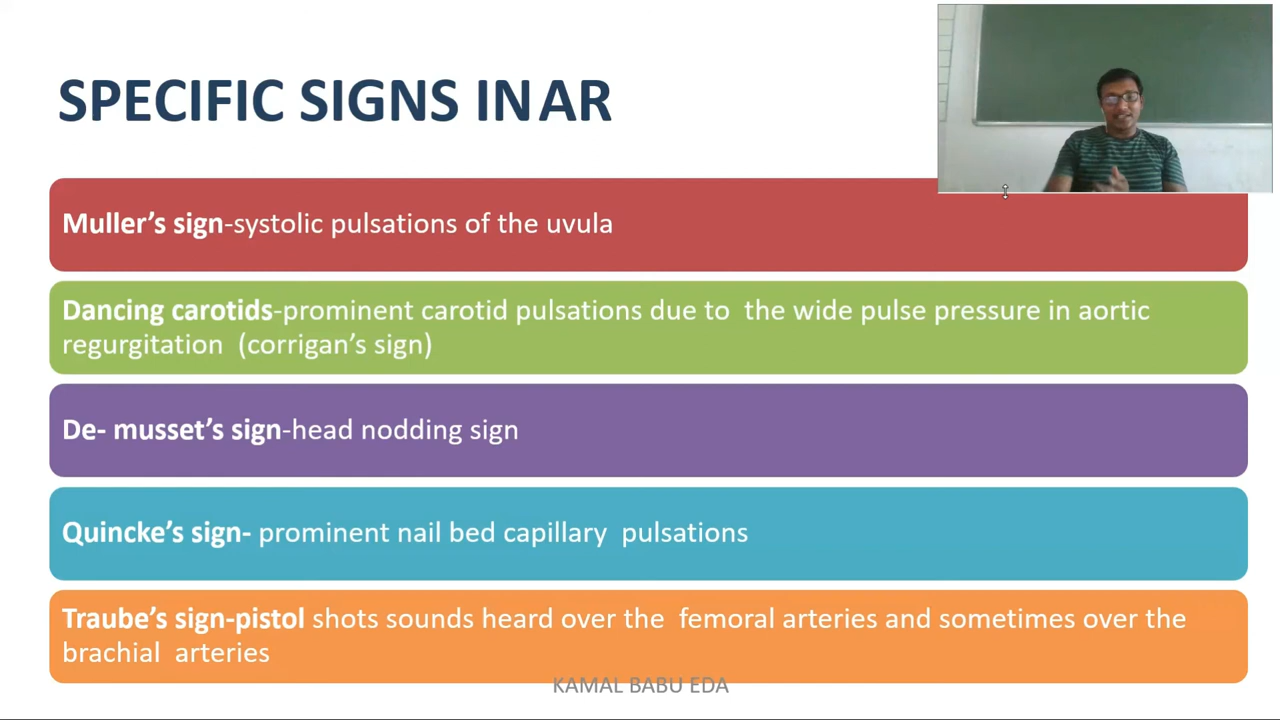 SPECIFIC SIGNS IN AR
Muller’s sign-systolic pulsations of the uvula
Dancing carotids-prominent carotid pulsations due to the wide pulse pressure in aortic
regurgitation (corrigan’s sign)
De- musset’s sign-head nodding sign
Quincke’s sign- prominent nail bed capillary pulsations
Traube’s sign-pistol shots sounds heard over the femoral arteries and sometimes over the
brachial arteries
KAMAL BABU EDA